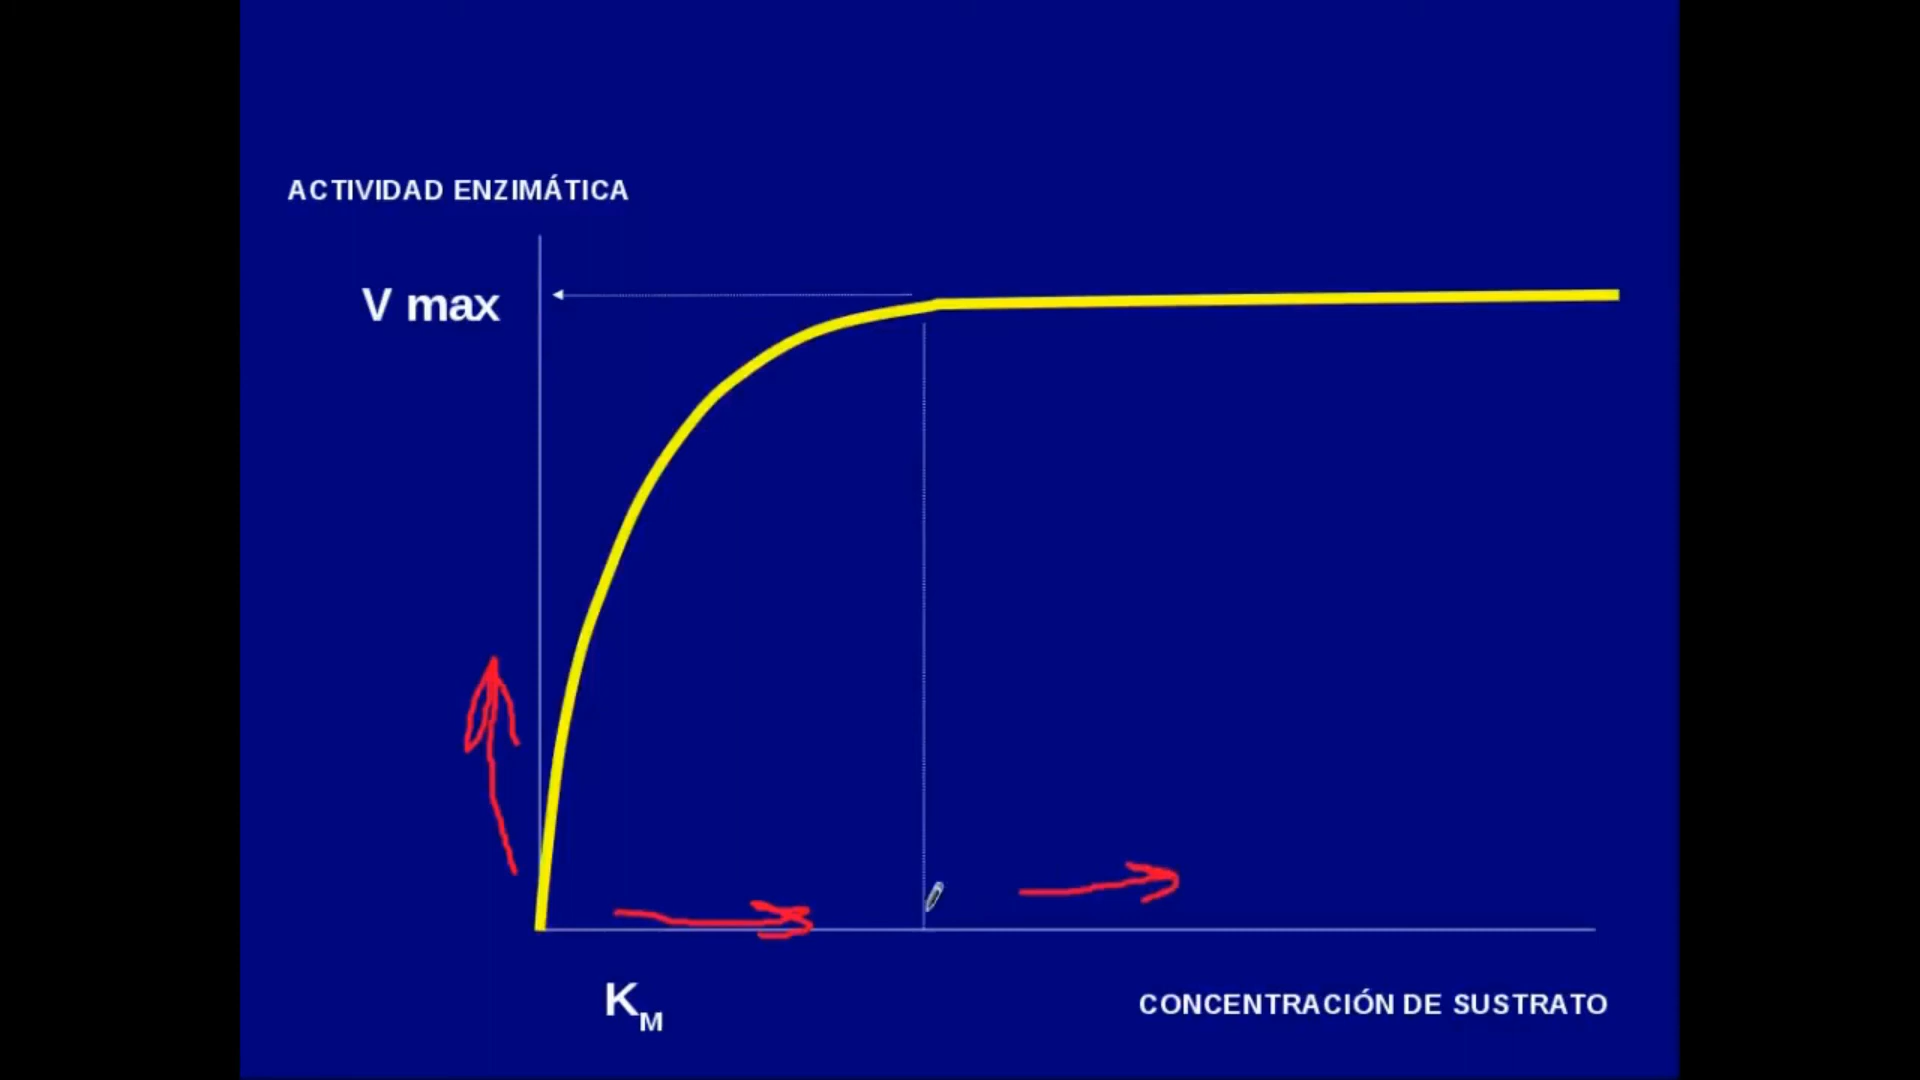 ACTIVIDAD ENZIMÁTICA
V max
KM
CONCENTRACIÓN DE SUSTRATO